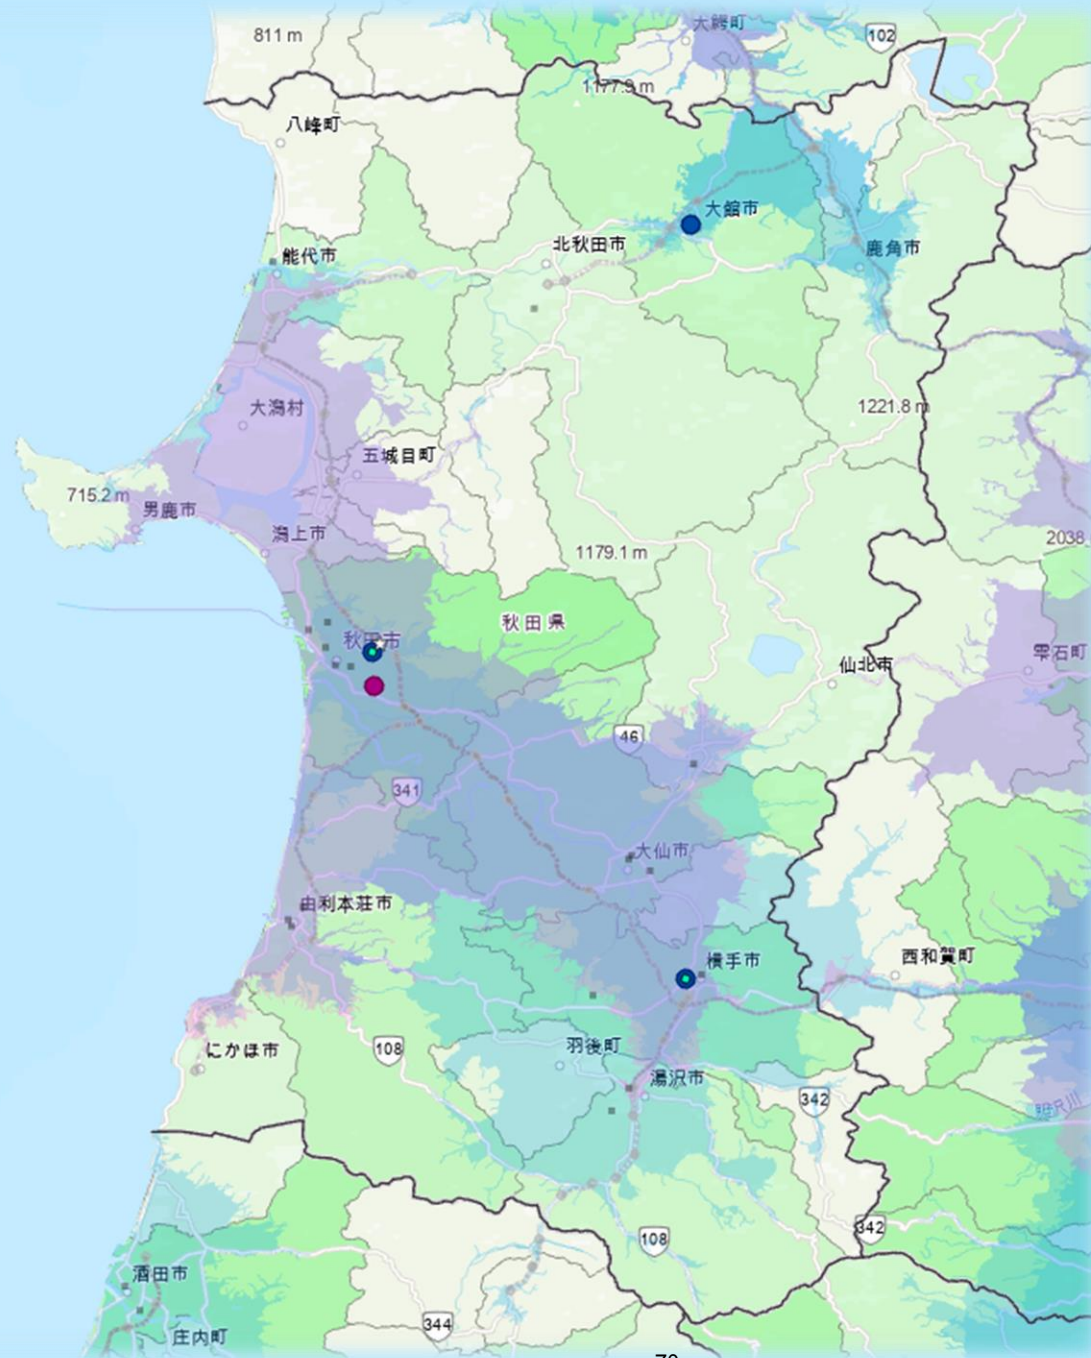 大鰐町
811 m
102
1177.9 m
八峰町
大館市
北秋田市
鹿角市
能代市
大潟村
1221.8 m
五城目町
715.2 m
男鹿市
潟上市
2038
1179.1 m
秋田県
秋田市
雫石町
仙北市
46
341
大仙市
由利本荘市
西和賀町
横手市
にかほ市
108
羽後町
湯沢市
342
胆沢川
342
108
酒田市
344
庄内町